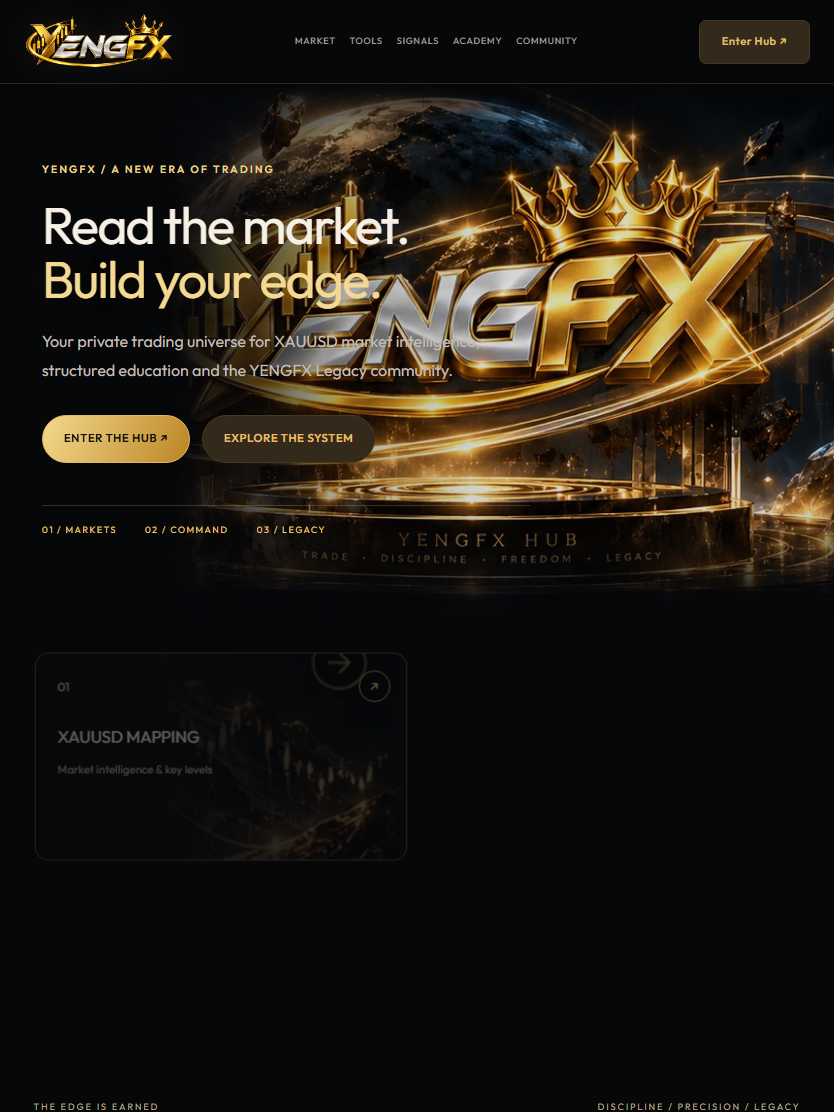 YENGFX
MARKET TOOLS SIGNALS ACADEMY COMMUNITY
Enter Hub ↗
YENGFX / A NEW ERA OF TRADING
Read the market.
Build your edge.
YENGFX
Your private trading universe for XAUUSD market intelligence,
structured education and the YENGFX Legacy community.
ENTER THE HUB ↗
EXPLORE THE SYSTEM
01 / MARKETS
02 / COMMAND
03 / LEGACY
YENGFX HUB
TRADE · DISCIPLINE · FREEDOM · LEGACY
01
XAUUSD MAPPING
Market intelligence & key levels
THE EDGE IS EARNED
DISCIPLINE / PRECISION / LEGACY